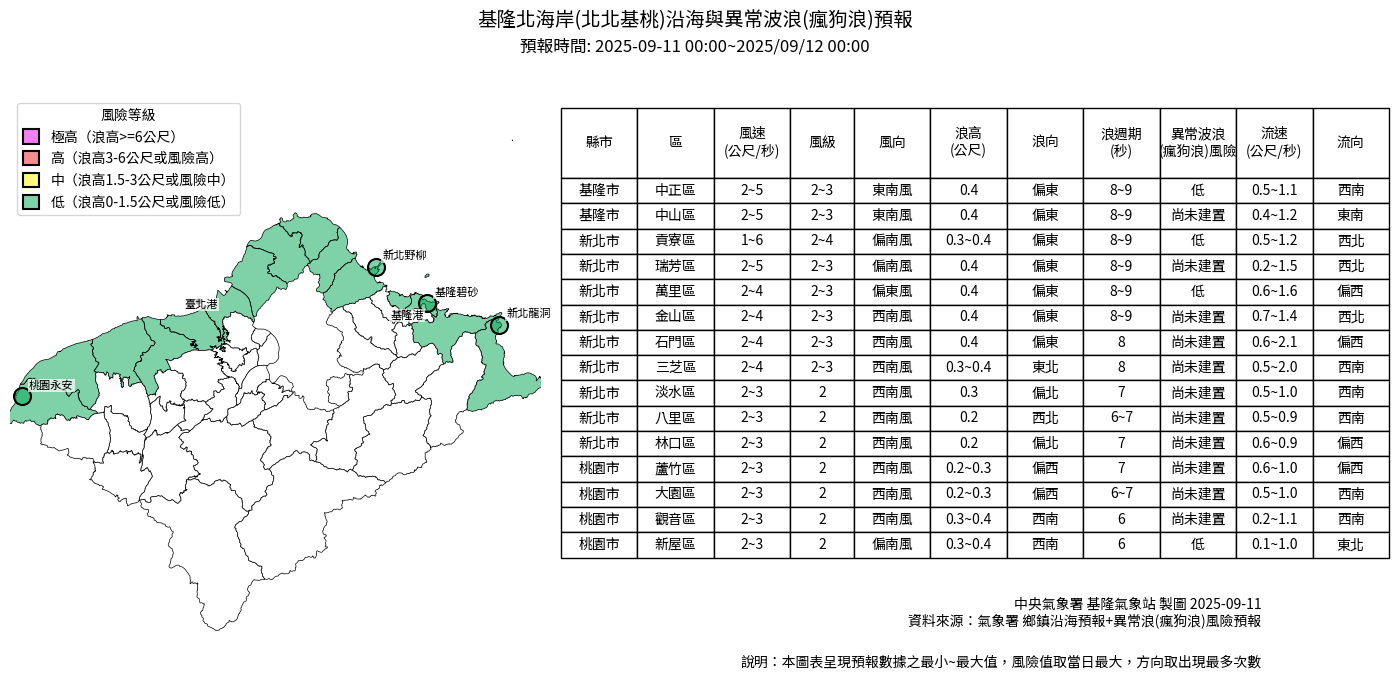 基隆北海岸(北北基桃)沿海與異常波浪(瘋狗浪)預報
預報時間: 2025-09-11 00:00~2025/09/12 00:00
風險等級
極高（浪高>=6公尺）
高（浪高3-6公尺或風險高）
中（浪高1.5-3公尺或風險中）
低（浪高0-1.5公尺或風險低）
新北野柳
基隆碧砂
臺北港
基隆港
新北龍洞
桃園永安
縣市 區 風速(公尺/秒) 風級 風向 浪高(公尺) 浪向 浪週期(秒) 異常波浪(瘋狗浪)風險 流速(公尺/秒) 流向
基隆市 中正區 2~5 2~3 東南風 0.4 偏東 8~9 低 0.5~1.1 西南
基隆市 中山區 2~5 2~3 東南風 0.4 偏東 8~9 尚未建置 0.4~1.2 東南
新北市 貢寮區 1~6 2~4 偏南風 0.3~0.4 偏東 8~9 低 0.5~1.2 西北
新北市 瑞芳區 2~5 2~3 偏南風 0.4 偏東 8~9 尚未建置 0.2~1.5 西北
新北市 萬里區 2~4 2~3 偏東風 0.4 偏東 8~9 低 0.6~1.6 偏西
新北市 金山區 2~4 2~3 西南風 0.4 偏東 8~9 尚未建置 0.7~1.4 西北
新北市 石門區 2~4 2~3 西南風 0.4 偏東 8 尚未建置 0.6~2.1 偏西
新北市 三芝區 2~4 2~3 西南風 0.3~0.4 東北 8 尚未建置 0.5~2.0 西南
新北市 淡水區 2~3 2 西南風 0.3 偏北 7 尚未建置 0.5~1.0 西南
新北市 八里區 2~3 2 西南風 0.2 西北 6~7 尚未建置 0.5~0.9 西南
新北市 林口區 2~3 2 西南風 0.2 偏北 7 尚未建置 0.6~0.9 偏西
桃園市 蘆竹區 2~3 2 西南風 0.2~0.3 偏西 7 尚未建置 0.6~1.0 偏西
桃園市 大園區 2~3 2 西南風 0.2~0.3 偏西 6~7 尚未建置 0.5~1.0 西南
桃園市 觀音區 2~3 2 西南風 0.3~0.4 西南 6 尚未建置 0.2~1.1 西南
桃園市 新屋區 2~3 2 偏南風 0.3~0.4 西南 6 低 0.1~1.0 東北
中央氣象署 基隆氣象站 製圖 2025-09-11
資料來源：氣象署 鄉鎮沿海預報+異常浪(瘋狗浪)風險預報
說明：本圖表呈現預報數據之最小~最大值，風險值取當日最大，方向取出現最多次數